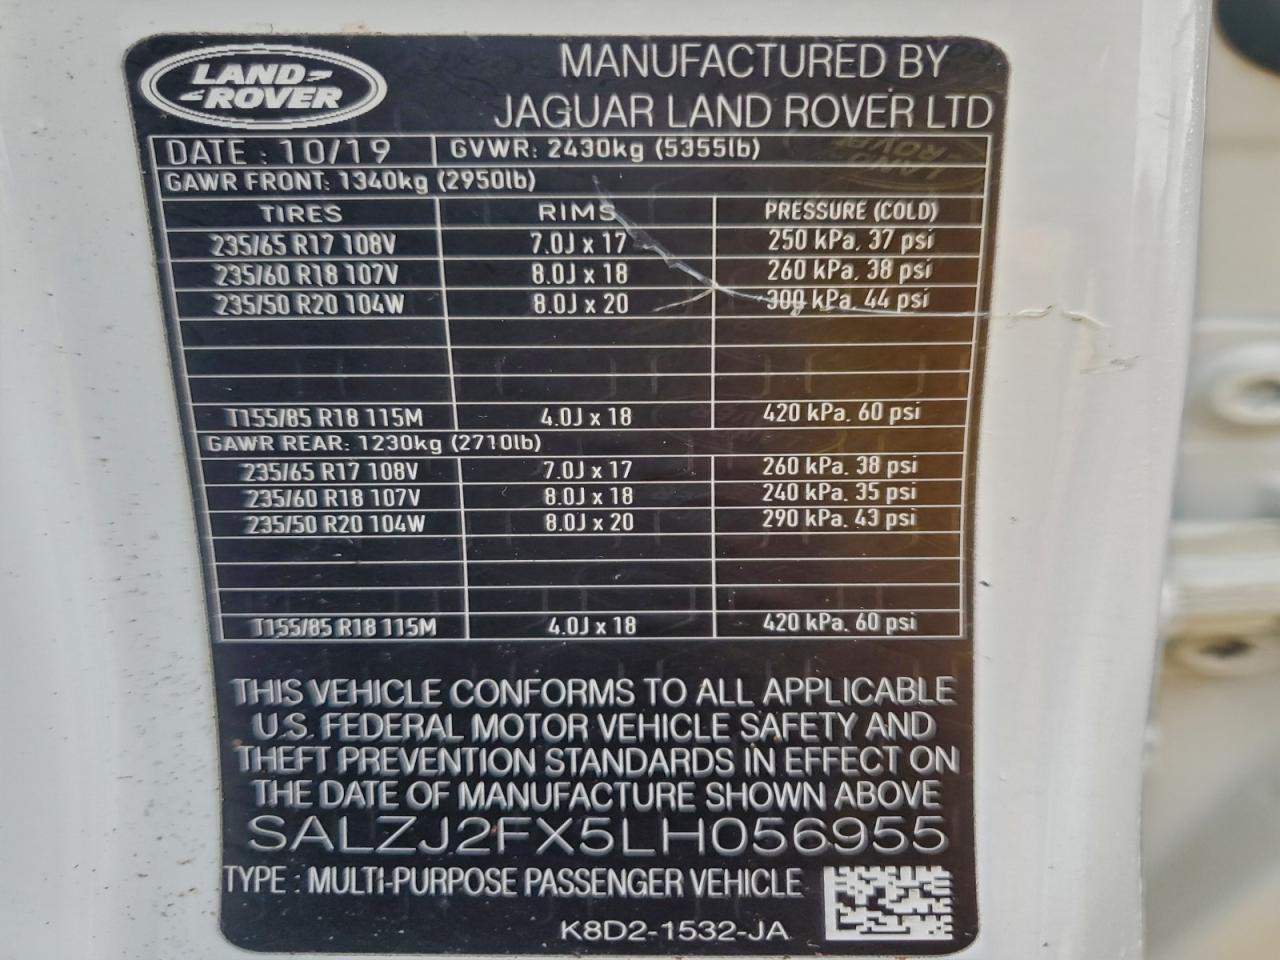 LAND-
-ROVER
MANUFACTURED BY
JAGUAR LAND ROVER LTD
DATE : 10/19 GVWR: 2430kg (5355lb)
GAWR FRONT: 1340kg (2950lb)
TIRES RIMS PRESSURE (COLD)
235/65 R17 108V 7.0J x 17 250 kPa, 37 psi
235/60 R18 107V 8.0J x 18 260 kPa, 38 psi
235/50 R20 104W 8.0J x 20 300 kPa, 44 psi
T155/85 R18 115M 4.0J x 18 420 kPa. 60 psi
GAWR REAR: 1230kg (2710lb)
235/65 R17 108V 7.0J x 17 260 kPa. 38 psi
235/60 R18 107V 8.0J x 18 240 kPa. 35 psi
235/50 R20 104W 8.0J x 20 290 kPa. 43 psi
T155/85 R18 115M 4.0J x 18 420 kPa. 60 psi
THIS VEHICLE CONFORMS TO ALL APPLICABLE
U.S. FEDERAL MOTOR VEHICLE SAFETY AND
THEFT PREVENTION STANDARDS IN EFFECT ON
THE DATE OF MANUFACTURE SHOWN ABOVE
SALZJ2FX5LH056955
TYPE : MULTI-PURPOSE PASSENGER VEHICLE
K8D2-1532-JA